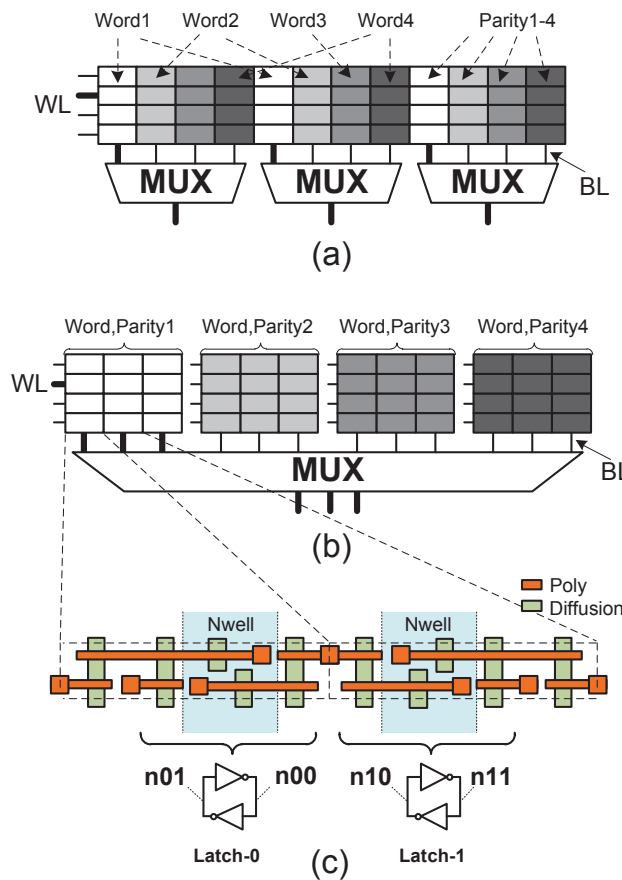 Word1 Word2 Word3 Word4 Parity1-4
WL
MUX MUX MUX
BL
(a)
Word,Parity1 Word,Parity2 Word,Parity3 Word,Parity4
WL
BL
MUX
(b)
Poly
Diffusion
Nwell Nwell
n01 n00 n10 n11
Latch-0 Latch-1
(c)